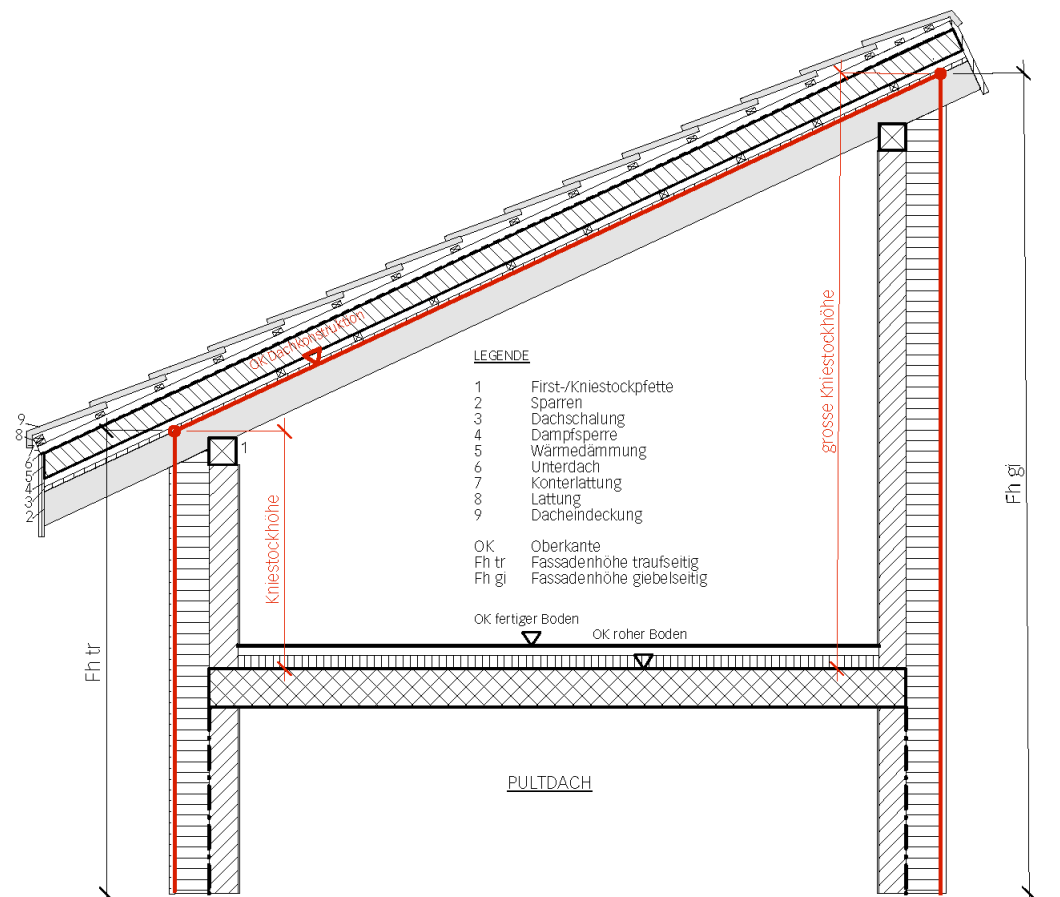 OK Dachkonstruktion
grosse Kniestockhöhe
Fh gi
LEGENDE
1 First-/Kniestockpfette
2 Sparren
3 Dachschalung
4 Dampfsperre
5 Wärmedämmung
6 Unterdach
7 Konterlattung
8 Lattung
9 Dacheindeckung
OK Oberkante
Fh tr Fassadenhöhe traufseitig
Fh gi Fassadenhöhe giebelseitig
9
8
7
6
5
4
3
2
1
Kniestockhöhe
Fh tr
OK fertiger Boden
OK roher Boden
PULTDACH